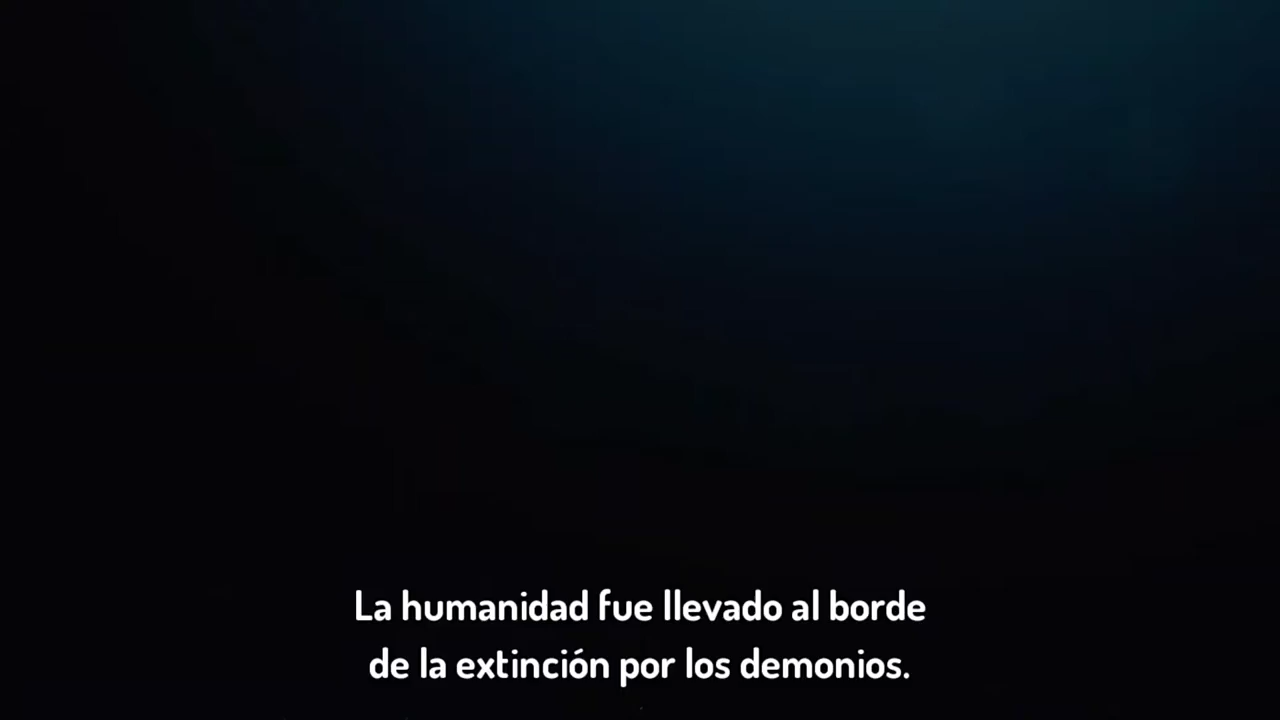 La humanidad fue llevado al borde
de la extinción por los demonios.